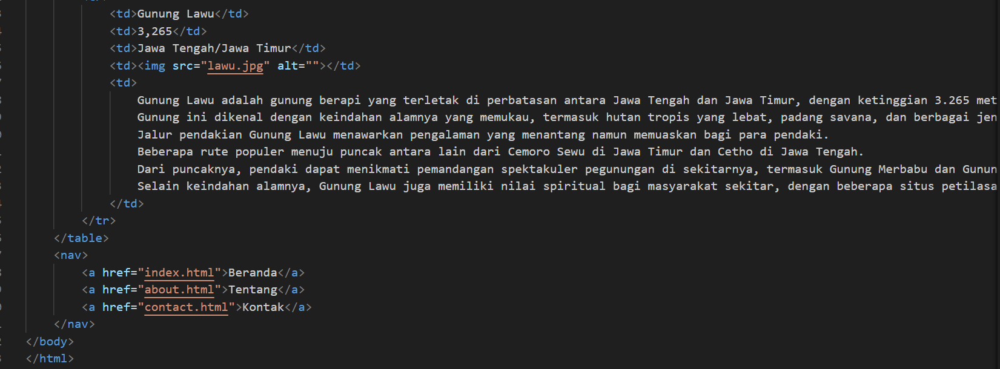 <td>Gunung Lawu</td>
<td>3,265</td>
<td>Jawa Tengah/Jawa Timur</td>
<td><img src="lawu.jpg" alt=""></td>
<td>
Gunung Lawu adalah gunung berapi yang terletak di perbatasan antara Jawa Tengah dan Jawa Timur, dengan ketinggian 3.265 met
Gunung ini dikenal dengan keindahan alamnya yang memukau, termasuk hutan tropis yang lebat, padang savana, dan berbagai jen
Jalur pendakian Gunung Lawu menawarkan pengalaman yang menantang namun memuaskan bagi para pendaki.
Beberapa rute populer menuju puncak antara lain dari Cemoro Sewu di Jawa Timur dan Cetho di Jawa Tengah.
Dari puncaknya, pendaki dapat menikmati pemandangan spektakuler pegunungan di sekitarnya, termasuk Gunung Merbabu dan Gunun
Selain keindahan alamnya, Gunung Lawu juga memiliki nilai spiritual bagi masyarakat sekitar, dengan beberapa situs petilasa
</td>
</tr>
</table>
<nav>
<a href="index.html">Beranda</a>
<a href="about.html">Tentang</a>
<a href="contact.html">Kontak</a>
</nav>
</body>
</html>